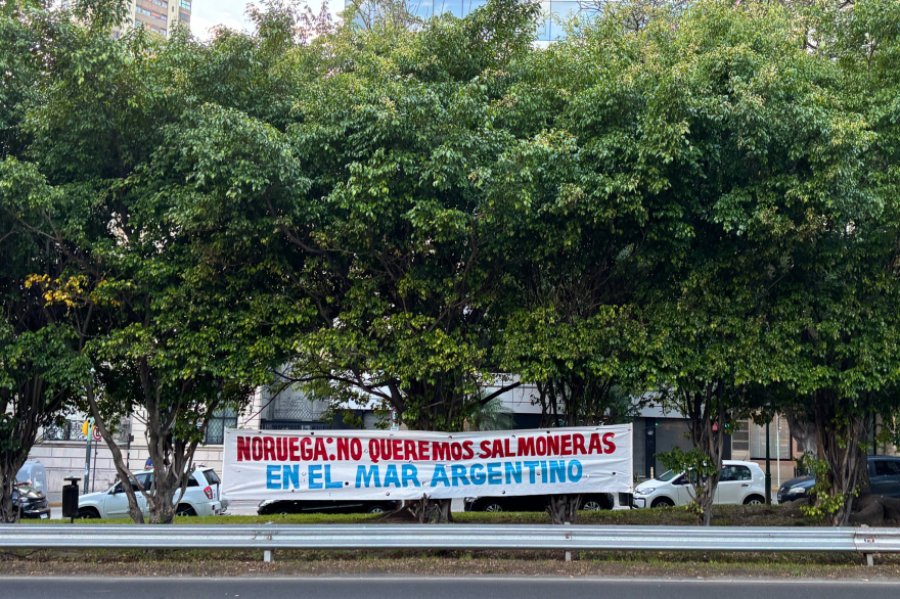 NORUEGA: NO QUEREMOS SALMONERAS
EN EL MAR ARGENTINO